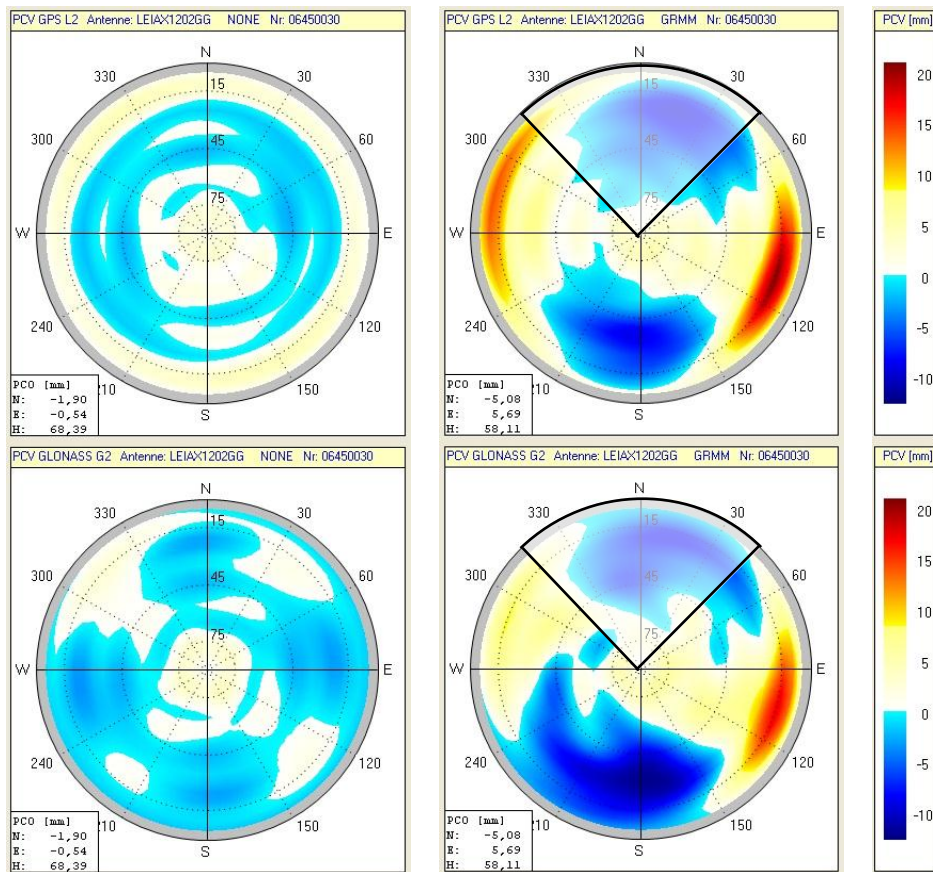 PCV GPS L2 Antenne: LEIAX1202GG NONE Nr: 06450030
N
330
15
30
300
45
60
75
W
E
240
120
210
150
S
PCO [mm]
N: -1,90
E: -0,54
H: 68,39
PCV GPS L2 Antenne: LEIAX1202GG GRMM Nr: 06450030
N
330
15
30
300
45
60
75
W
E
240
120
210
150
S
PCO [mm]
N: -5,08
E: 5,69
H: 58,11
PCV [mm]
20
15
10
5
0
-5
-10
PCV GLONASS G2 Antenne: LEIAX1202GG NONE Nr: 06450030
N
330
15
30
300
45
60
75
W
E
240
120
210
150
S
PCO [mm]
N: -1,90
E: -0,54
H: 68,39
PCV GLONASS G2 Antenne: LEIAX1202GG GRMM Nr: 06450030
N
330
15
30
300
45
60
75
W
E
240
120
210
150
S
PCO [mm]
N: -5,08
E: 5,69
H: 58,11
PCV [mm]
20
15
10
5
0
-5
-10